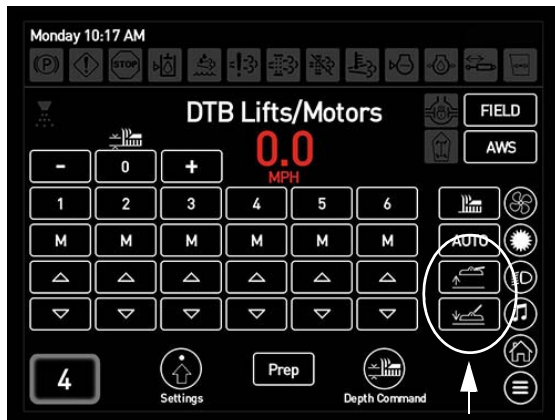 Monday 10:17 AM
(P) STOP
DTB Lifts/Motors
FIELD
AWS
0.0
MPH
- 0 +
1 2 3 4 5 6
M M M M M M AUTO
4
Settings
Prep
Depth Command